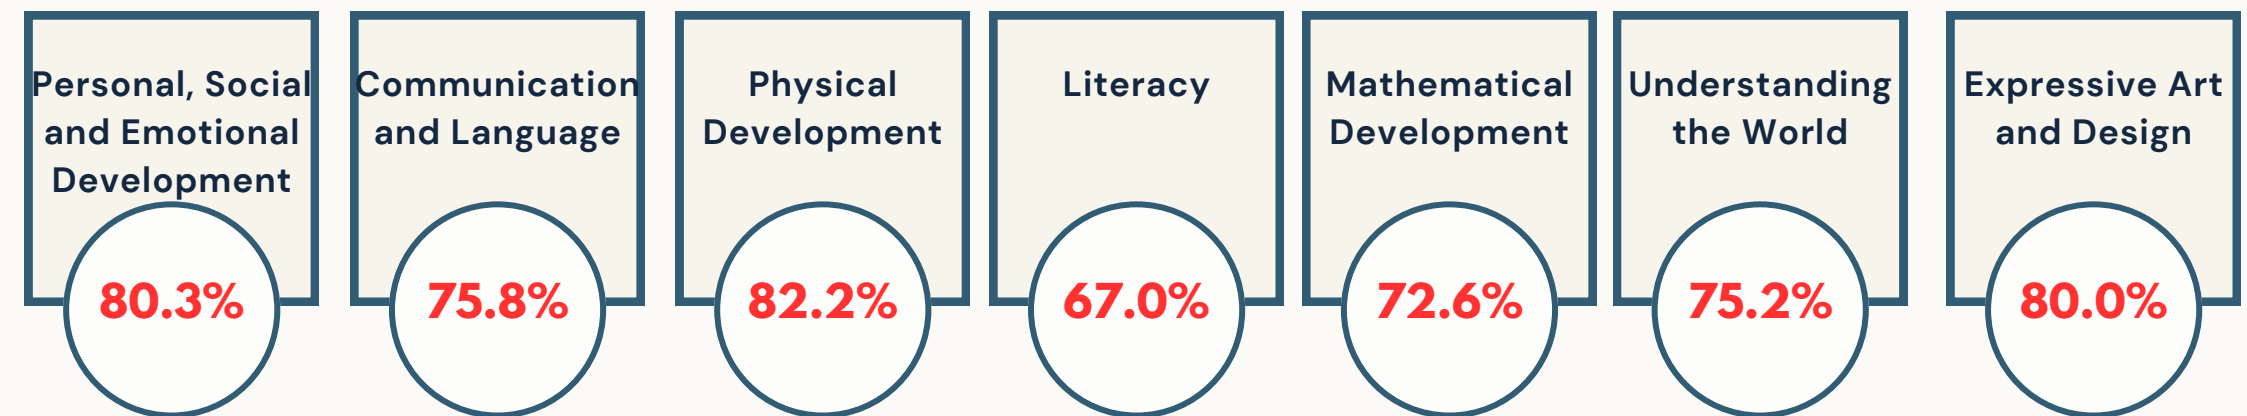 Personal, Social
and Emotional
Development
80.3%
Communication
and Language
75.8%
Physical
Development
82.2%
Literacy
67.0%
Mathematical
Development
72.6%
Understanding
the World
75.2%
Expressive Art
and Design
80.0%